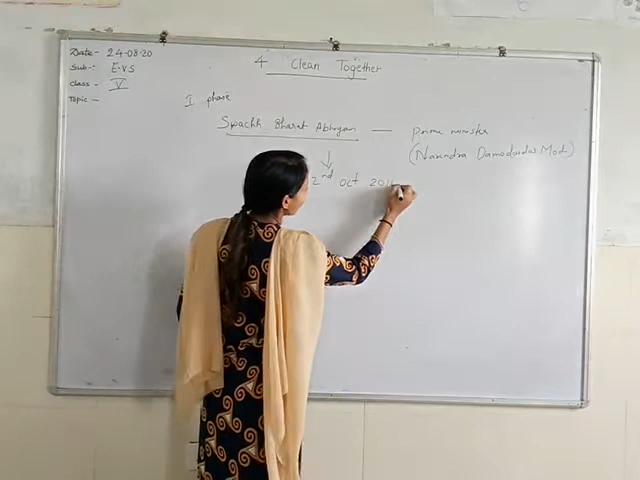 Date- 24-08-20
Sub-: E.V.S
Class - V
Topic -
4 Clean Together
I phase
Swachh Bharat Abhiyan — Prime minister
(Narendra Damodardas Modi)
↓
2nd Oct 201